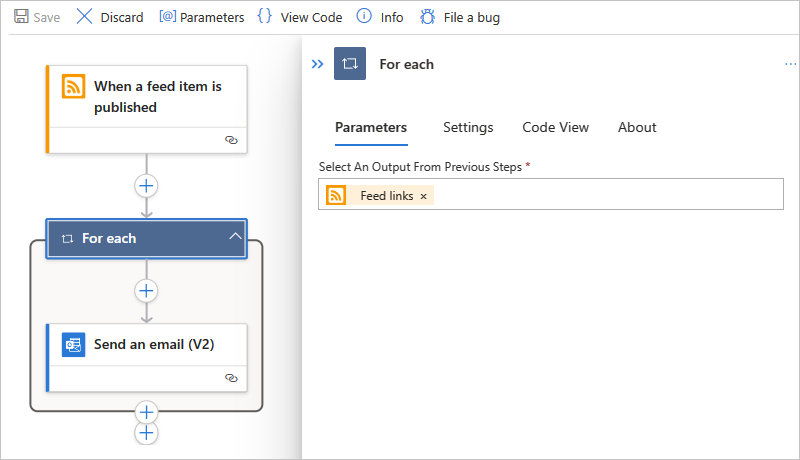 Save Discard [@] Parameters {} View Code Info File a bug
When a feed item is
published
For each
Send an email (V2)
For each
Parameters Settings Code View About
Select An Output From Previous Steps *
Feed links ×